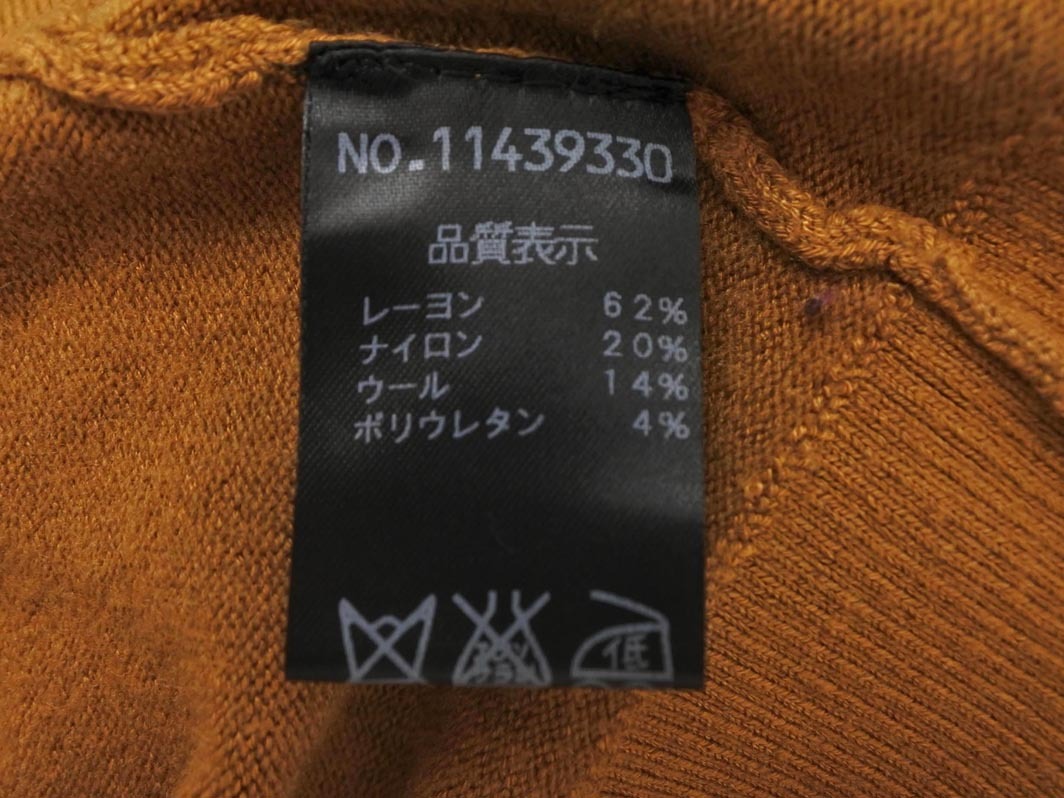 NO.11439330
品質表示
レーヨン 62%
ナイロン 20%
ウール 14%
ポリウレタン 4%
低